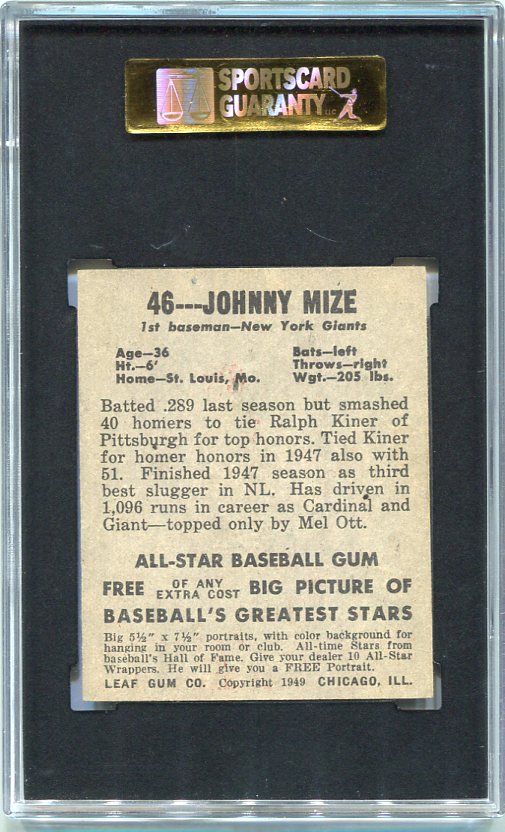 SPORTSCARD
GUARANTY LLC
46---JOHNNY MIZE
1st baseman—New York Giants
Age—36 Bats—left
Ht.—6' Throws—right
Home—St. Louis, Mo. Wgt.—205 lbs.
Batted .289 last season but smashed
40 homers to tie Ralph Kiner of
Pittsburgh for top honors. Tied Kiner
for homer honors in 1947 also with
51. Finished 1947 season as third
best slugger in NL. Has driven in
1,096 runs in career as Cardinal and
Giant—topped only by Mel Ott.
ALL-STAR BASEBALL GUM
FREE OF ANY EXTRA COST BIG PICTURE OF
BASEBALL'S GREATEST STARS
Big 5½" x 7½" portraits, with color background for
hanging in your room or club. All-time Stars from
baseball's Hall of Fame. Give your dealer 10 All-Star
Wrappers. He will give you a FREE Portrait.
LEAF GUM CO. Copyright 1949 CHICAGO, ILL.